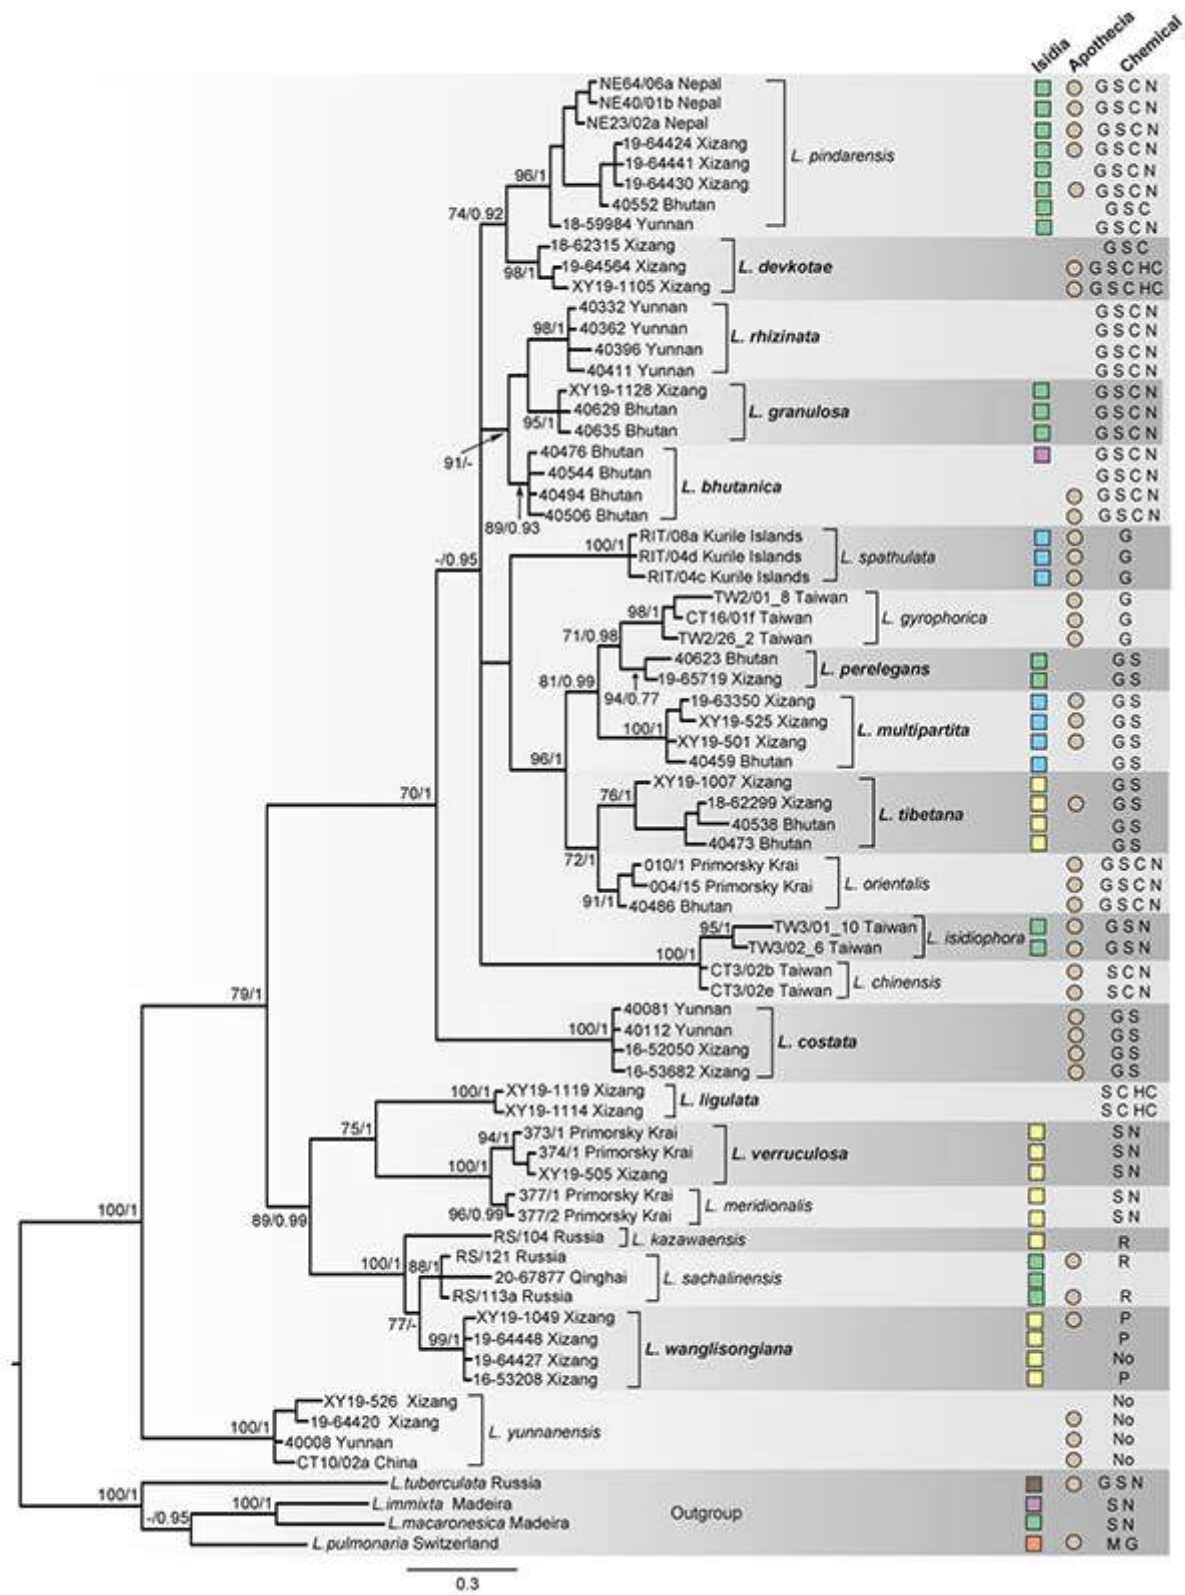 Isidia Apothecia Chemical
NE64/06a Nepal G S C N
NE40/01b Nepal G S C N
NE23/02a Nepal G S C N
19-64424 Xizang L. pindarensis G S C N
19-64441 Xizang G S C N
96/1 19-64430 Xizang G S C N
40552 Bhutan G S C
74/0.92 18-59984 Yunnan G S C N
18-62315 Xizang G S C
98/1 19-64564 Xizang L. devkotae G S C HC
XY19-1105 Xizang G S C HC
40332 Yunnan G S C N
98/1 40362 Yunnan L. rhizinata G S C N
40396 Yunnan G S C N
40411 Yunnan G S C N
XY19-1128 Xizang G S C N
95/1 40629 Bhutan L. granulosa G S C N
40635 Bhutan G S C N
91/- 40476 Bhutan G S C N
40544 Bhutan L. bhutanica G S C N
40494 Bhutan G S C N
89/0.93 40506 Bhutan G S C N
RIT/08a Kurile Islands G
-/0.95 100/1 RIT/04d Kurile Islands L. spathulata G
RIT/04c Kurile Islands G
TW2/01_8 Taiwan G
98/1 CT16/01f Taiwan L. gyrophorica G
71/0.98 TW2/26_2 Taiwan G
40623 Bhutan L. perelegans G S
81/0.99 94/0.77 19-65719 Xizang G S
19-63350 Xizang G S
XY19-525 Xizang L. multipartita G S
100/1 XY19-501 Xizang G S
96/1 40459 Bhutan G S
XY19-1007 Xizang G S
70/1 76/1 18-62299 Xizang L. tibetana G S
40538 Bhutan G S
40473 Bhutan G S
72/1 010/1 Primorsky Krai G S C N
004/15 Primorsky Krai L. orientalis G S C N
91/1 40486 Bhutan G S C N
95/1 TW3/01_10 Taiwan L. isidiophora G S N
TW3/02_6 Taiwan G S N
100/1 CT3/02b Taiwan L. chinensis S C N
CT3/02e Taiwan S C N
79/1 40081 Yunnan G S
100/1 40112 Yunnan L. costata G S
16-52050 Xizang G S
16-53682 Xizang G S
100/1 XY19-1119 Xizang L. ligulata S C HC
XY19-1114 Xizang S C HC
75/1 94/1 373/1 Primorsky Krai S N
374/1 Primorsky Krai L. verruculosa S N
100/1 XY19-505 Xizang S N
377/1 Primorsky Krai L. meridionalis S N
96/0.99 377/2 Primorsky Krai S N
100/1 89/0.99 RS/104 Russia L. kazawaensis R
100/1 88/1 RS/121 Russia R
20-67877 Qinghai L. sachalinensis
RS/113a Russia R
77/- XY19-1049 Xizang P
99/1 19-64448 Xizang L. wanglisongiana P
19-64427 Xizang No
16-53208 Xizang P
XY19-526 Xizang No
100/1 19-64420 Xizang L. yunnanensis No
40008 Yunnan No
CT10/02a China No
100/1 L.tuberculata Russia G S N
100/1 L.immixta Madeira Outgroup S N
-/0.95 L.macaronesica Madeira S N
L.pulmonaria Switzerland M G
0.3